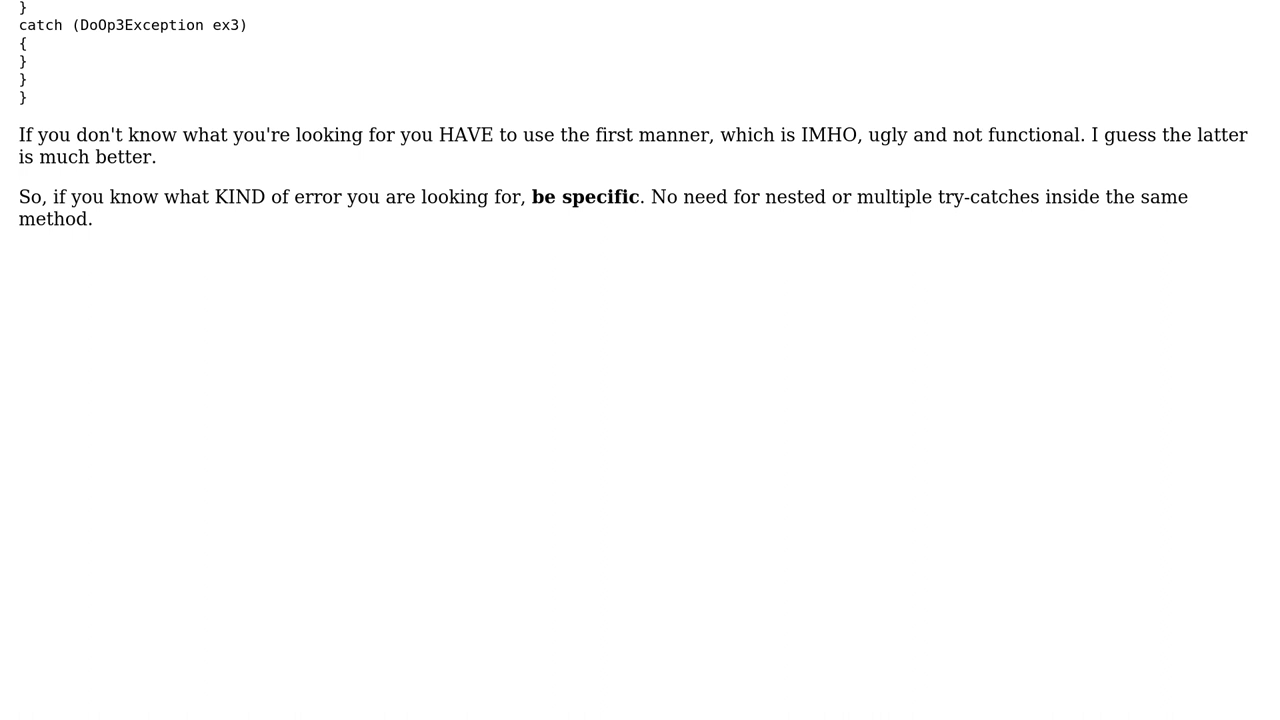 }
catch (DoOp3Exception ex3)
{
}
}
}
If you don't know what you're looking for you HAVE to use the first manner, which is IMHO, ugly and not functional. I guess the latter
is much better.
So, if you know what KIND of error you are looking for, be specific. No need for nested or multiple try-catches inside the same
method.